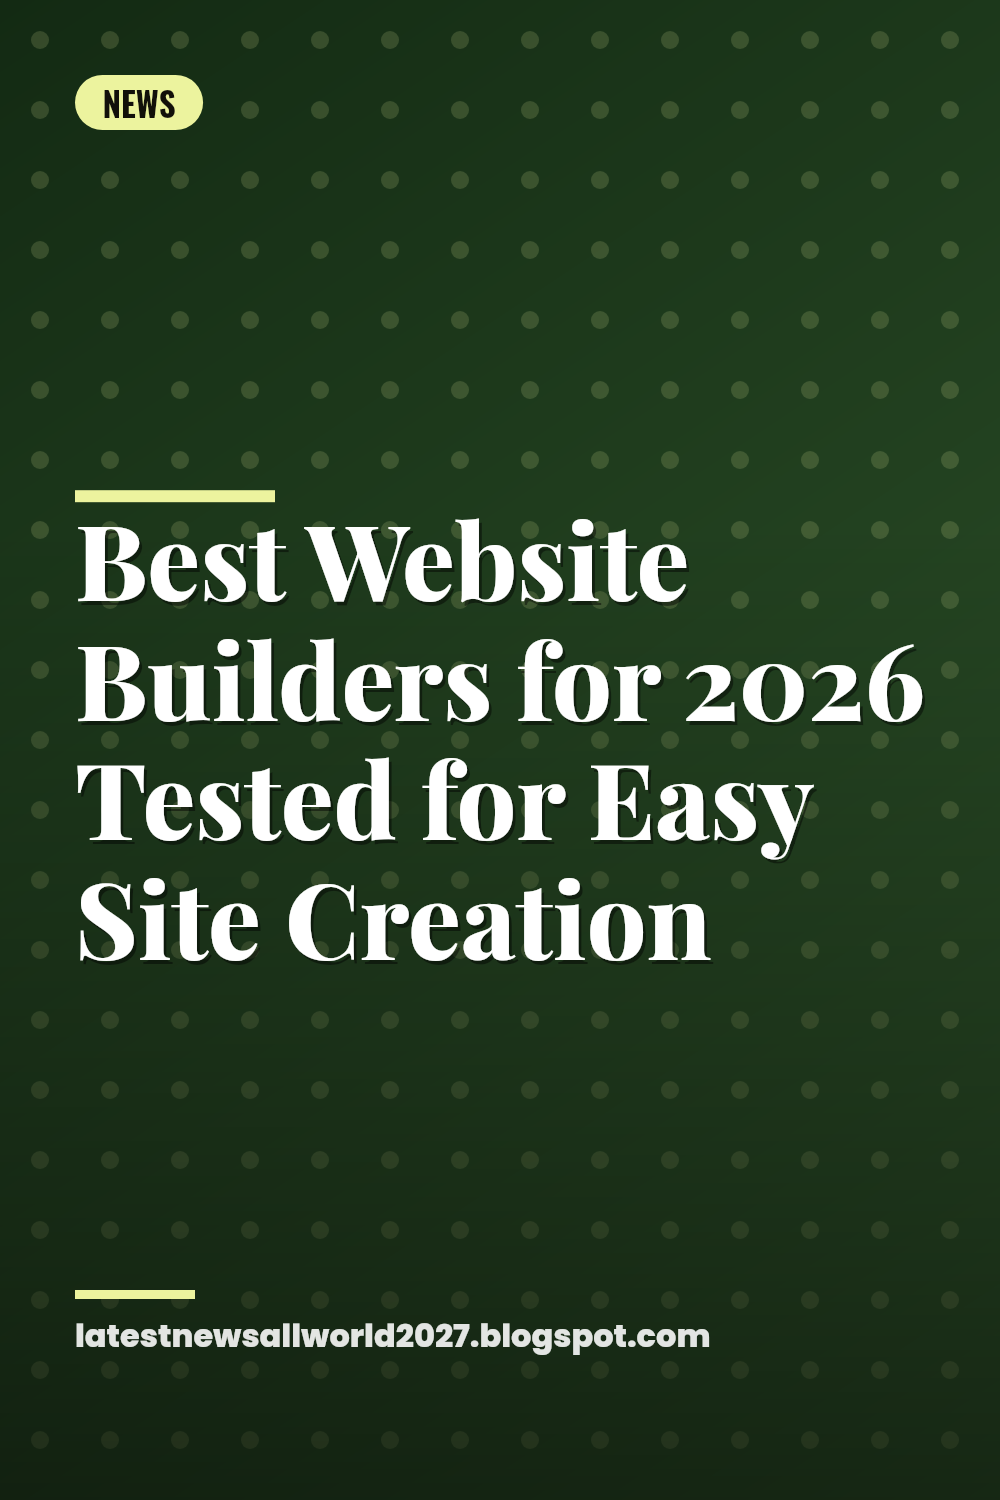 NEWS
Best Website
Builders for 2026
Tested for Easy
Site Creation
latestnewsallworld2027.blogspot.com